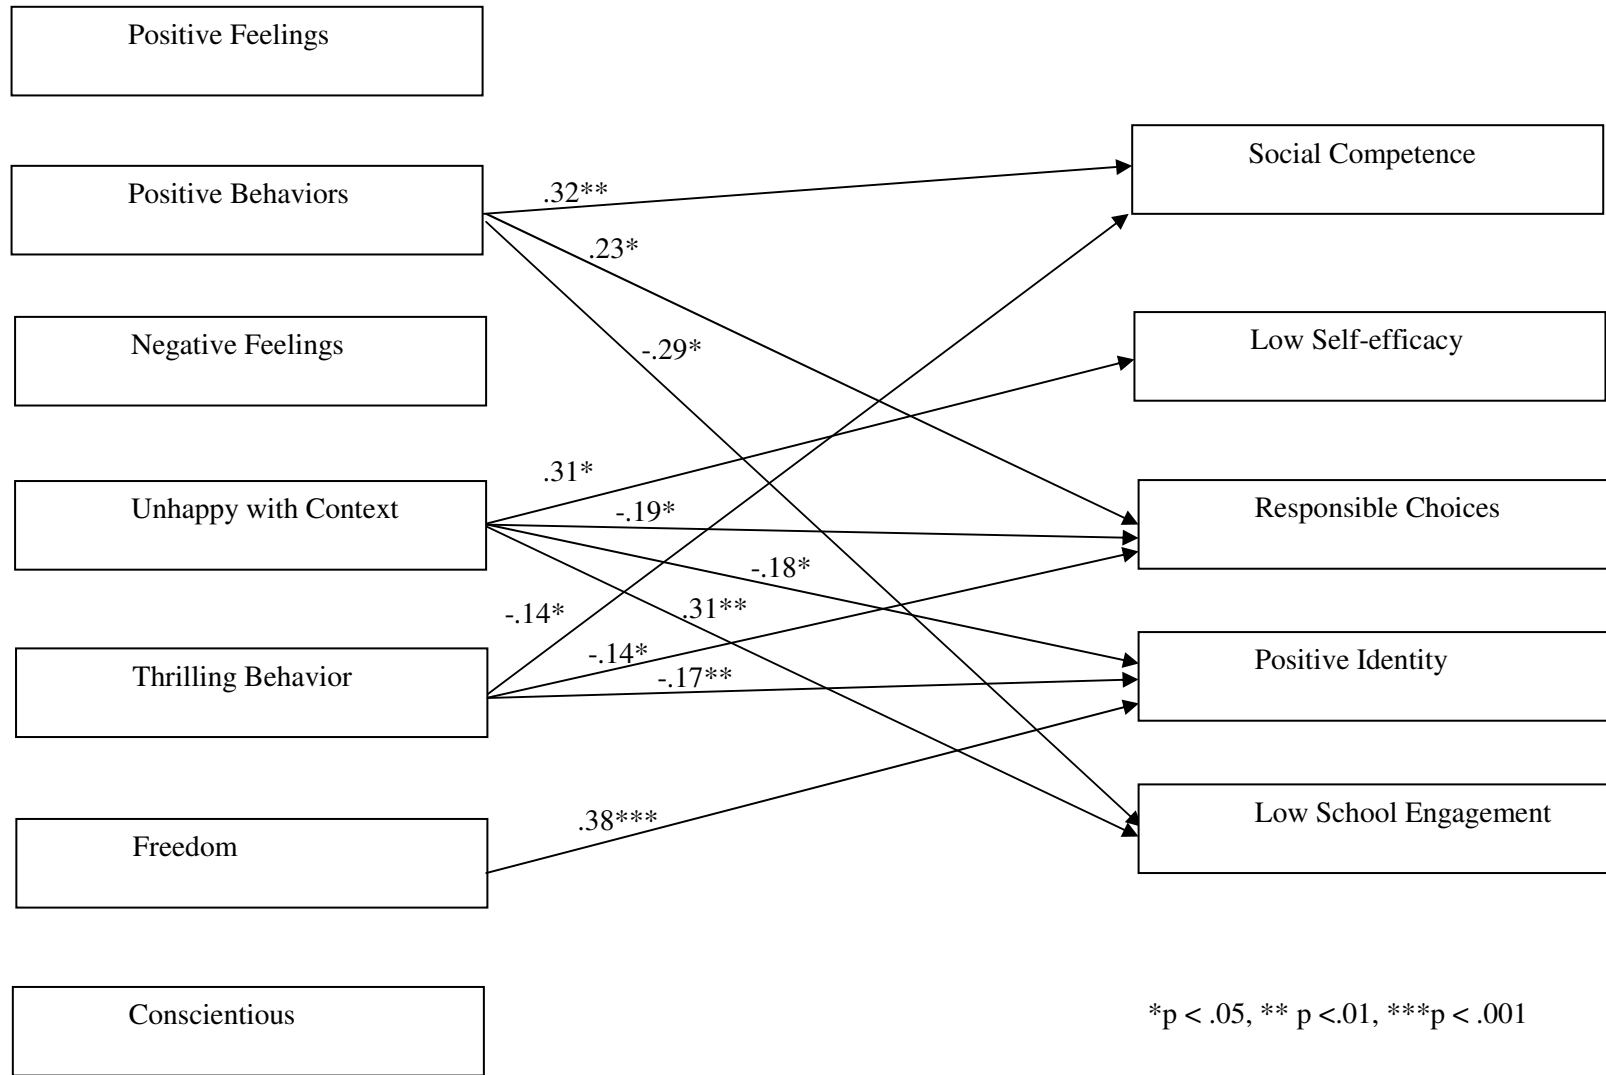 Positive Feelings
Social Competence
Positive Behaviors
.32**
.23*
Negative Feelings
-.29*
Low Self-efficacy
.31*
Unhappy with Context
-.19*
Responsible Choices
-.18*
-.14*
.31**
-.14*
Thrilling Behavior
-.17**
Positive Identity
.38***
Freedom
Low School Engagement
Conscientious
*p < .05, ** p <.01, ***p < .001